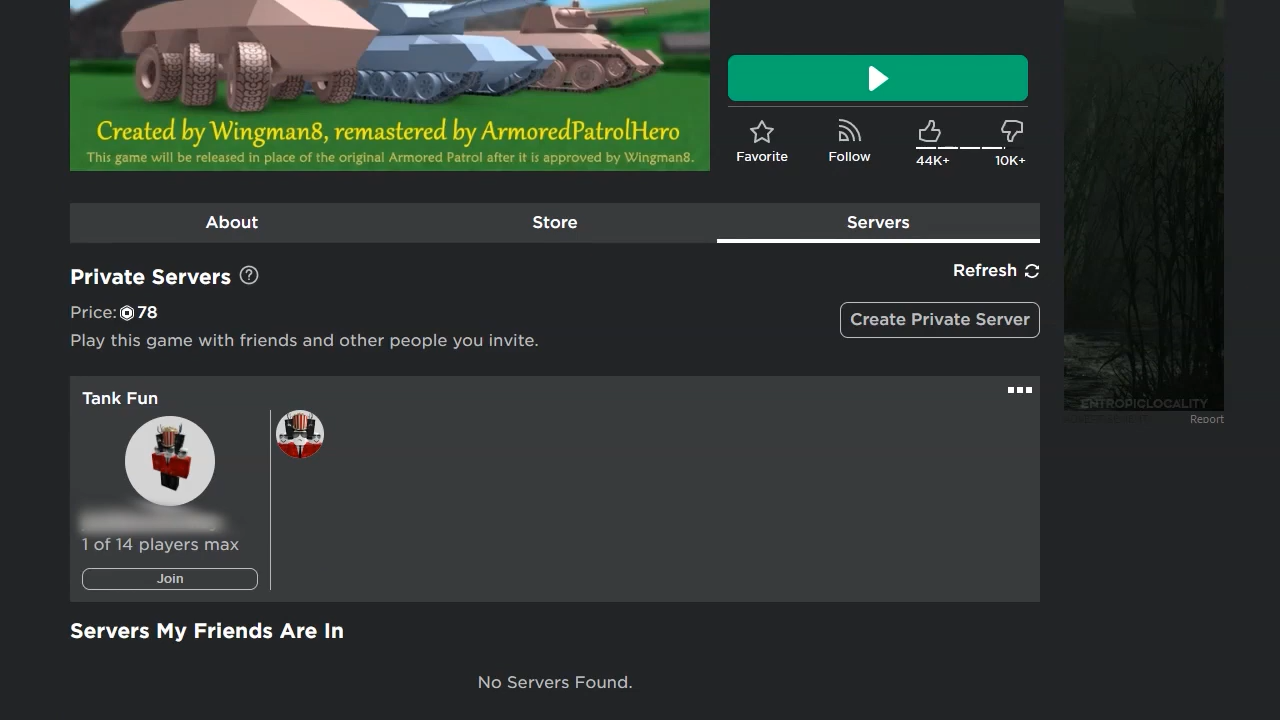 Created by Wingman8, remastered by ArmoredPatrolHero
This game will be released in place of the original Armored Patrol after it is approved by Wingman8.
Favorite
Follow
44K+
10K+
About
Store
Servers
Private Servers ?
Refresh
Price: 78
Create Private Server
Play this game with friends and other people you invite.
Tank Fun
ENTROPICLOCALITY
Report
1 of 14 players max
Join
Servers My Friends Are In
No Servers Found.